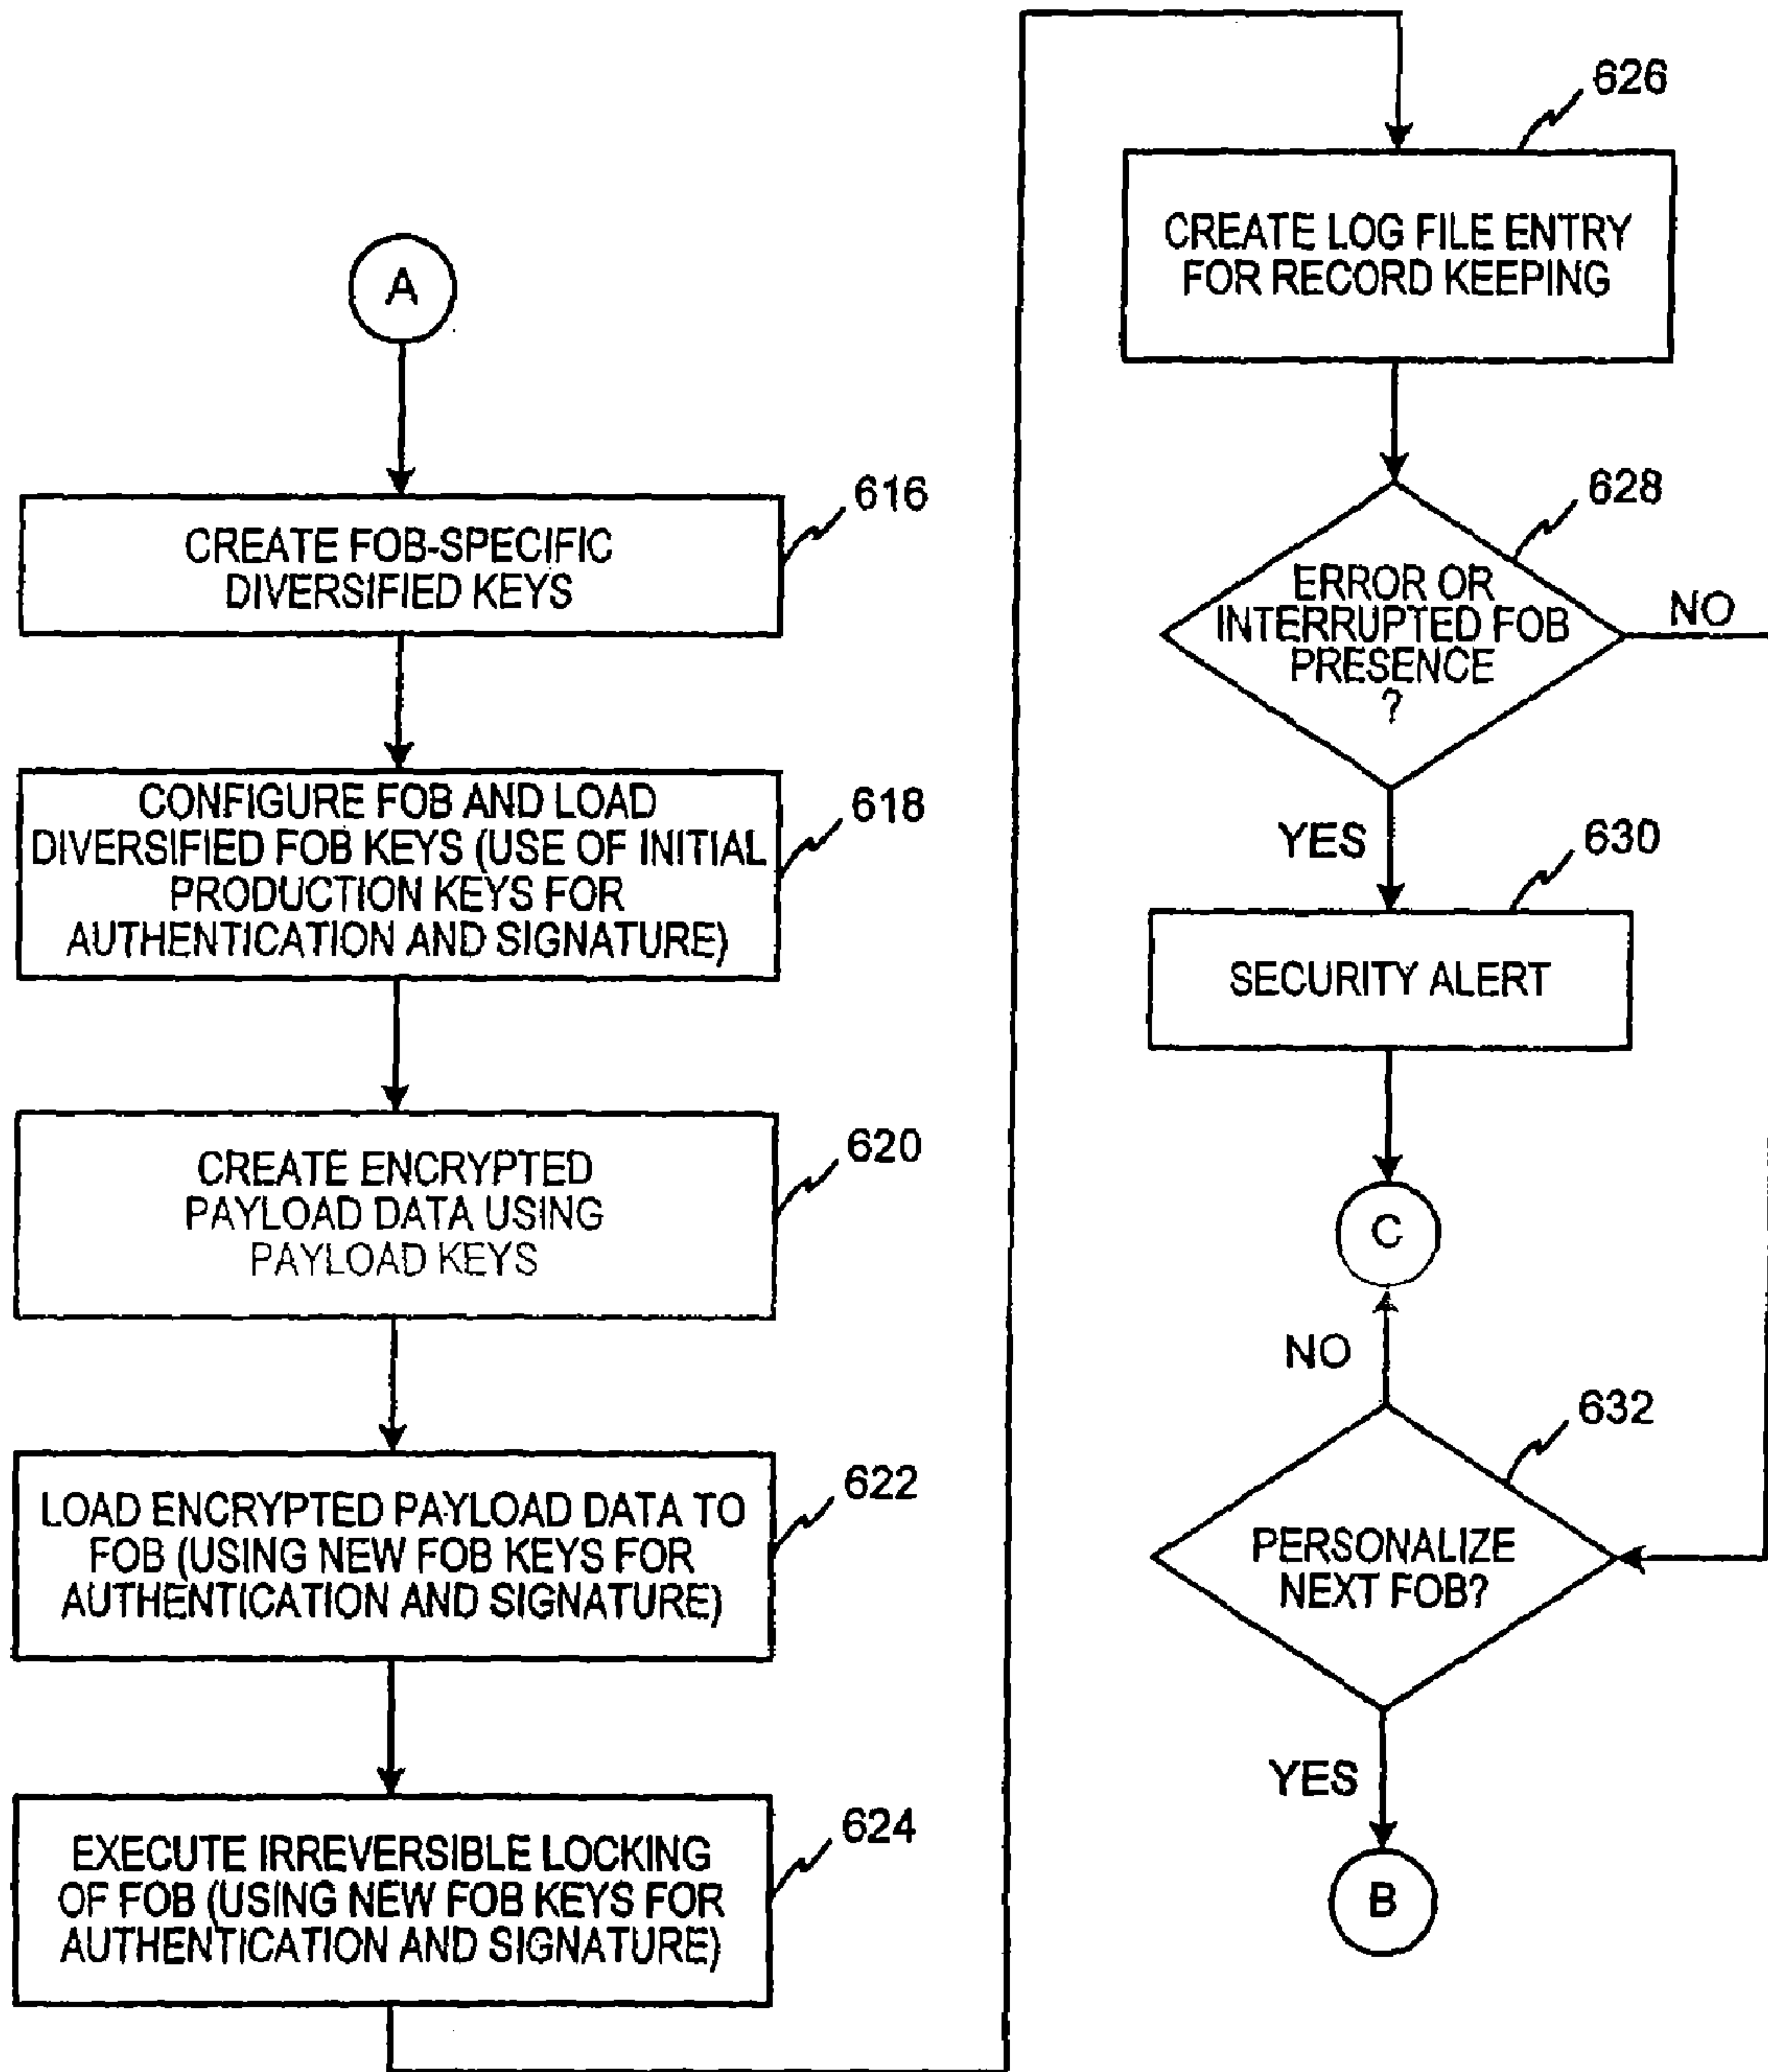 A
616
CREATE FOB-SPECIFIC
DIVERSIFIED KEYS
618
CONFIGURE FOB AND LOAD
DIVERSIFIED FOB KEYS (USE OF INITIAL
PRODUCTION KEYS FOR
AUTHENTICATION AND SIGNATURE)
620
CREATE ENCRYPTED
PAYLOAD DATA USING
PAYLOAD KEYS
622
LOAD ENCRYPTED PAYLOAD DATA TO
FOB (USING NEW FOB KEYS FOR
AUTHENTICATION AND SIGNATURE)
624
EXECUTE IRREVERSIBLE LOCKING
OF FOB (USING NEW FOB KEYS FOR
AUTHENTICATION AND SIGNATURE)
626
CREATE LOG FILE ENTRY
FOR RECORD KEEPING
628
ERROR OR
INTERRUPTED FOB
PRESENCE
?
NO
YES
630
SECURITY ALERT
C
NO
632
PERSONALIZE
NEXT FOB?
YES
B